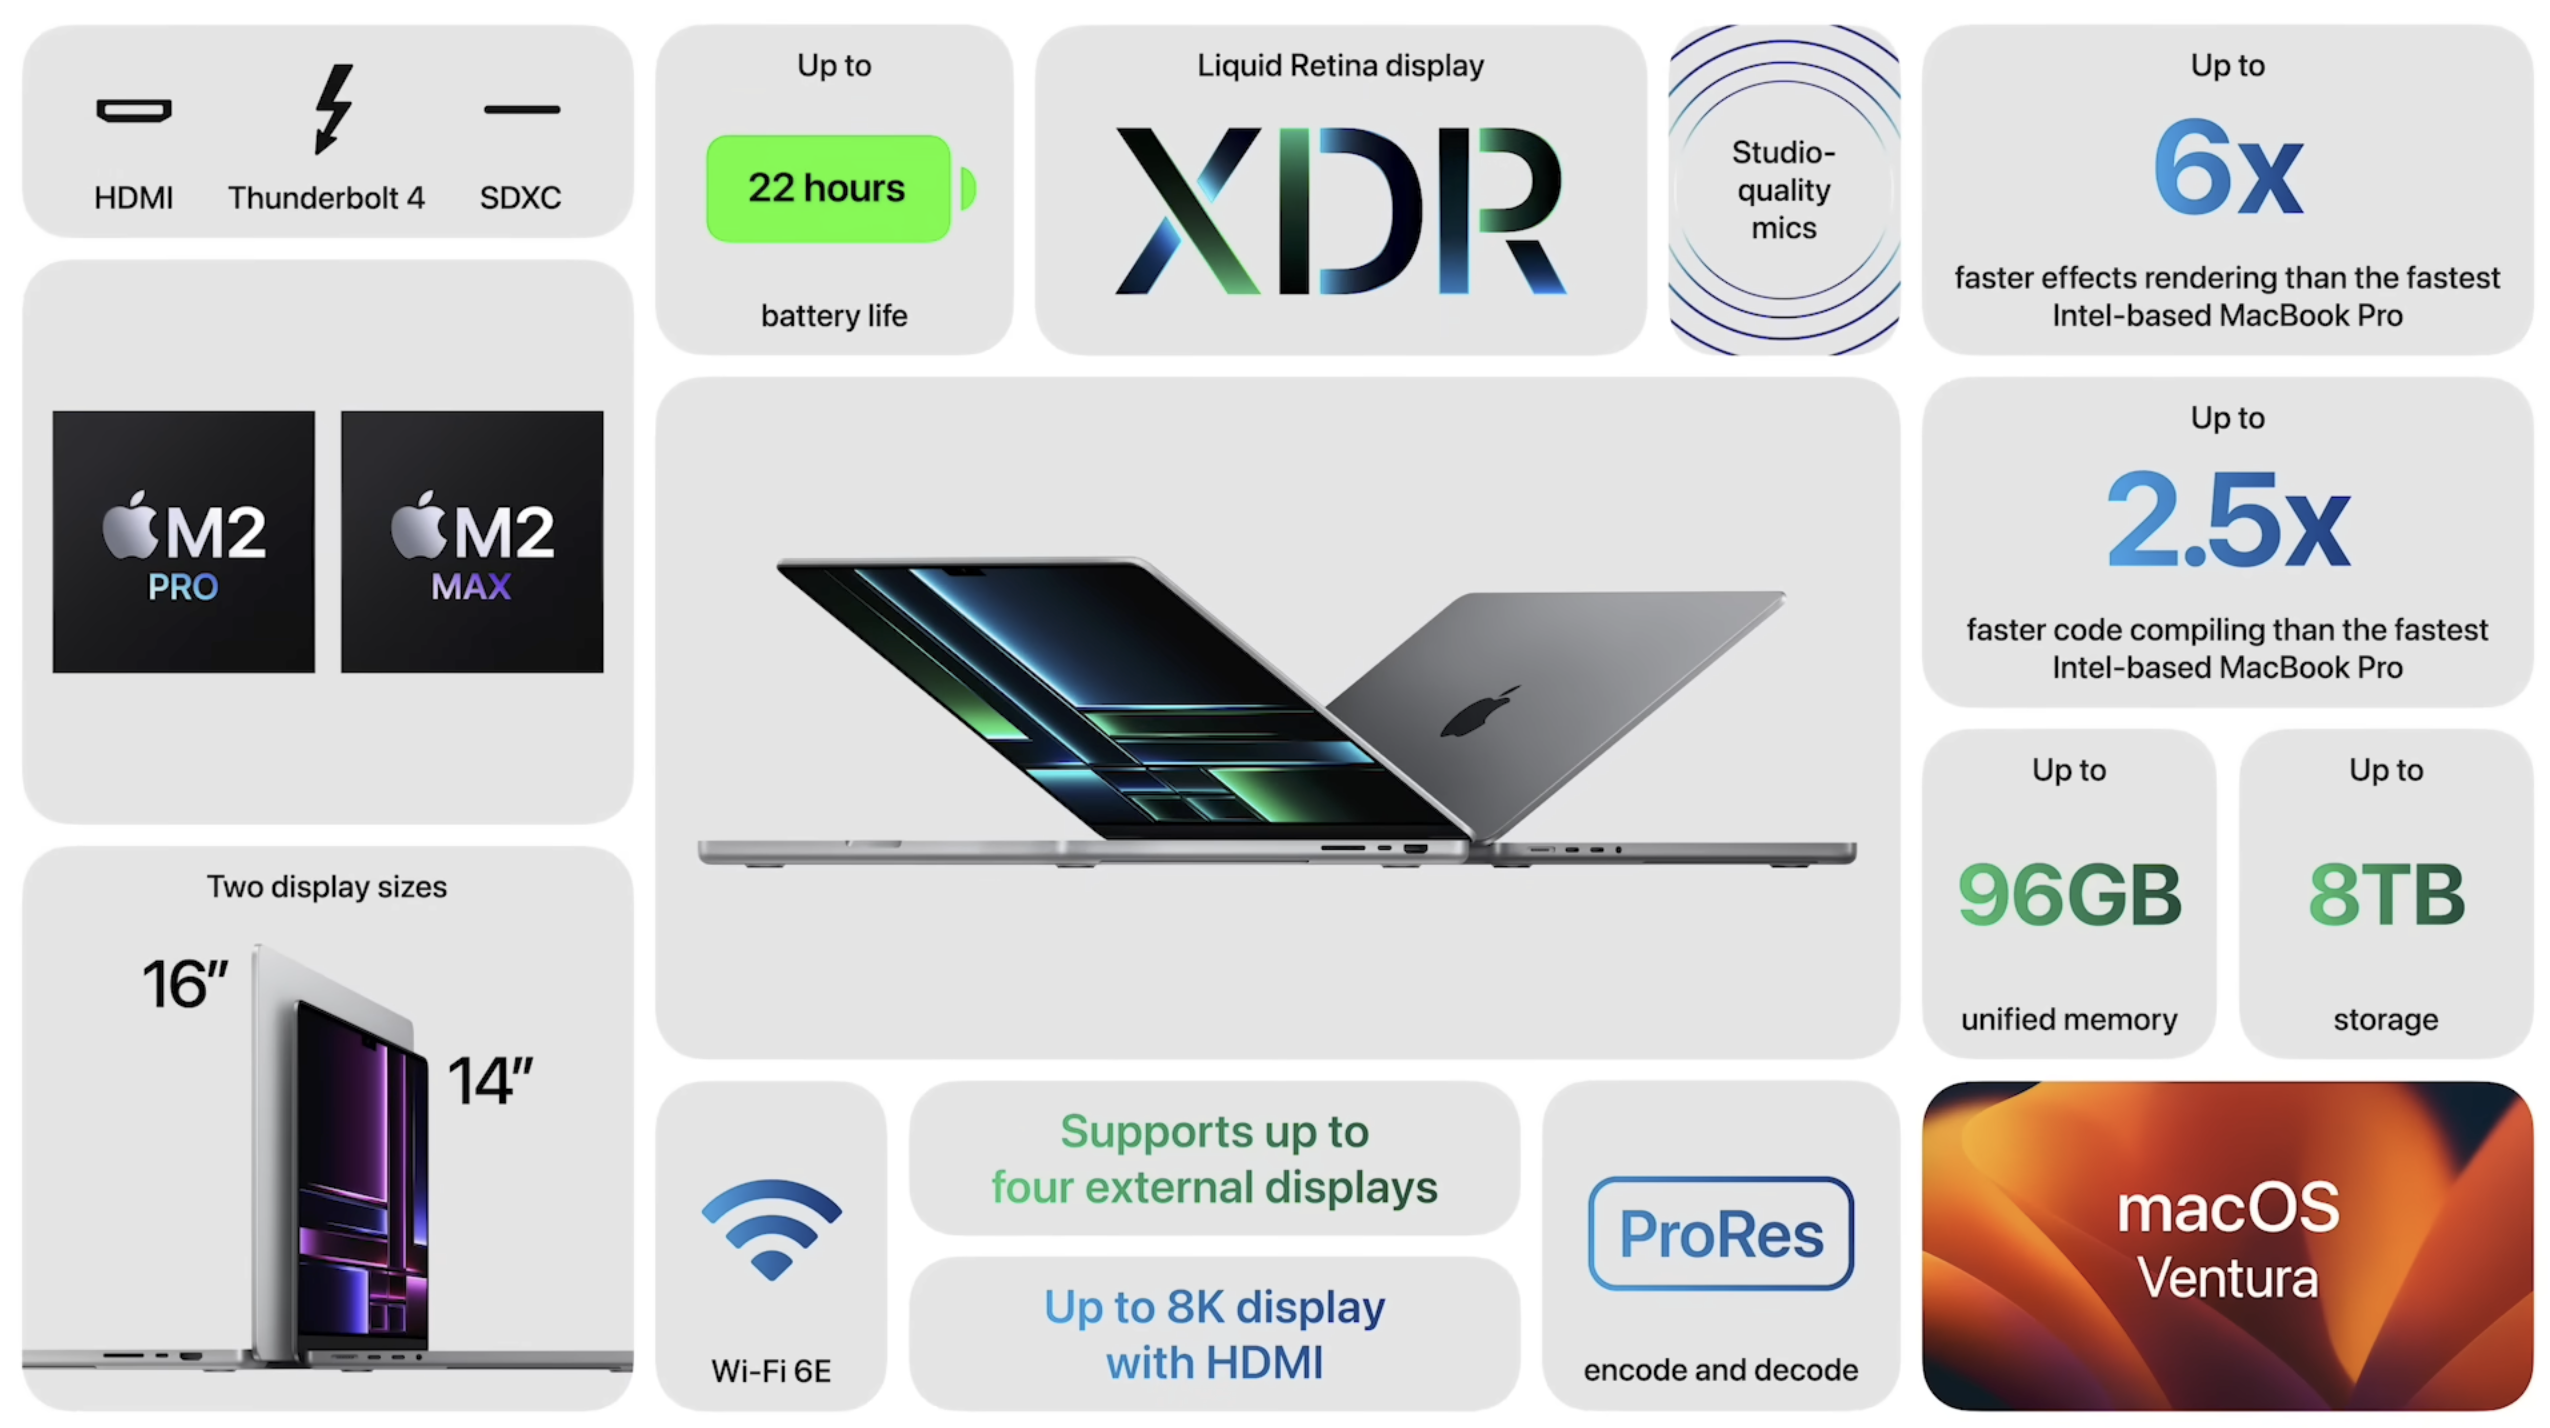 HDMI
Thunderbolt 4
SDXC
M2
PRO
M2
MAX
Two display sizes
16”
14”
Up to
22 hours
battery life
Liquid Retina display
XDR
Studio-
quality
mics
Wi-Fi 6E
Supports up to
four external displays
Up to 8K display
with HDMI
ProRes
encode and decode
Up to
6x
faster effects rendering than the fastest
Intel-based MacBook Pro
Up to
2.5x
faster code compiling than the fastest
Intel-based MacBook Pro
Up to
96GB
unified memory
Up to
8TB
storage
macOS
Ventura